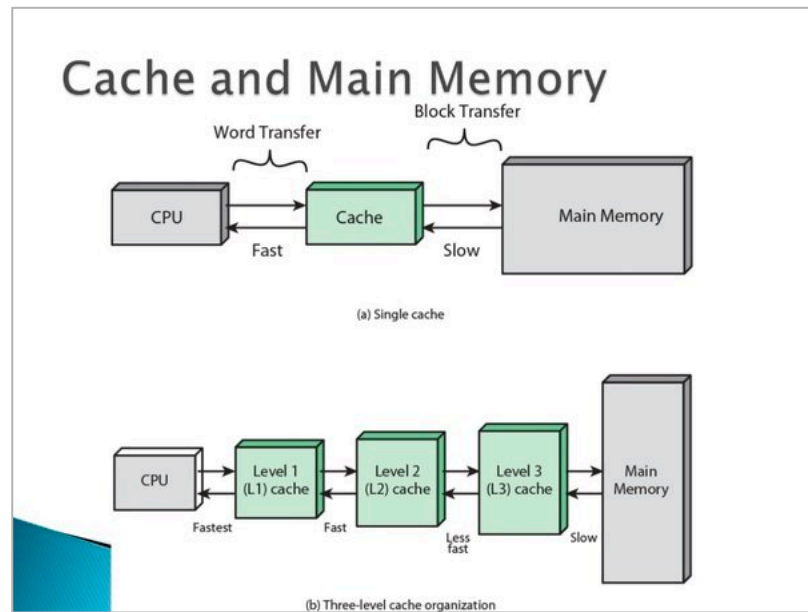 Cache and Main Memory
Block Transfer
Word Transfer
CPU
Cache
Main Memory
Fast
Slow
(a) Single cache
Level 1
(L1) cache
Level 2
(L2) cache
Level 3
(L3) cache
CPU
Main
Memory
Fastest
Fast
Less
fast
Slow
(b) Three-level cache organization